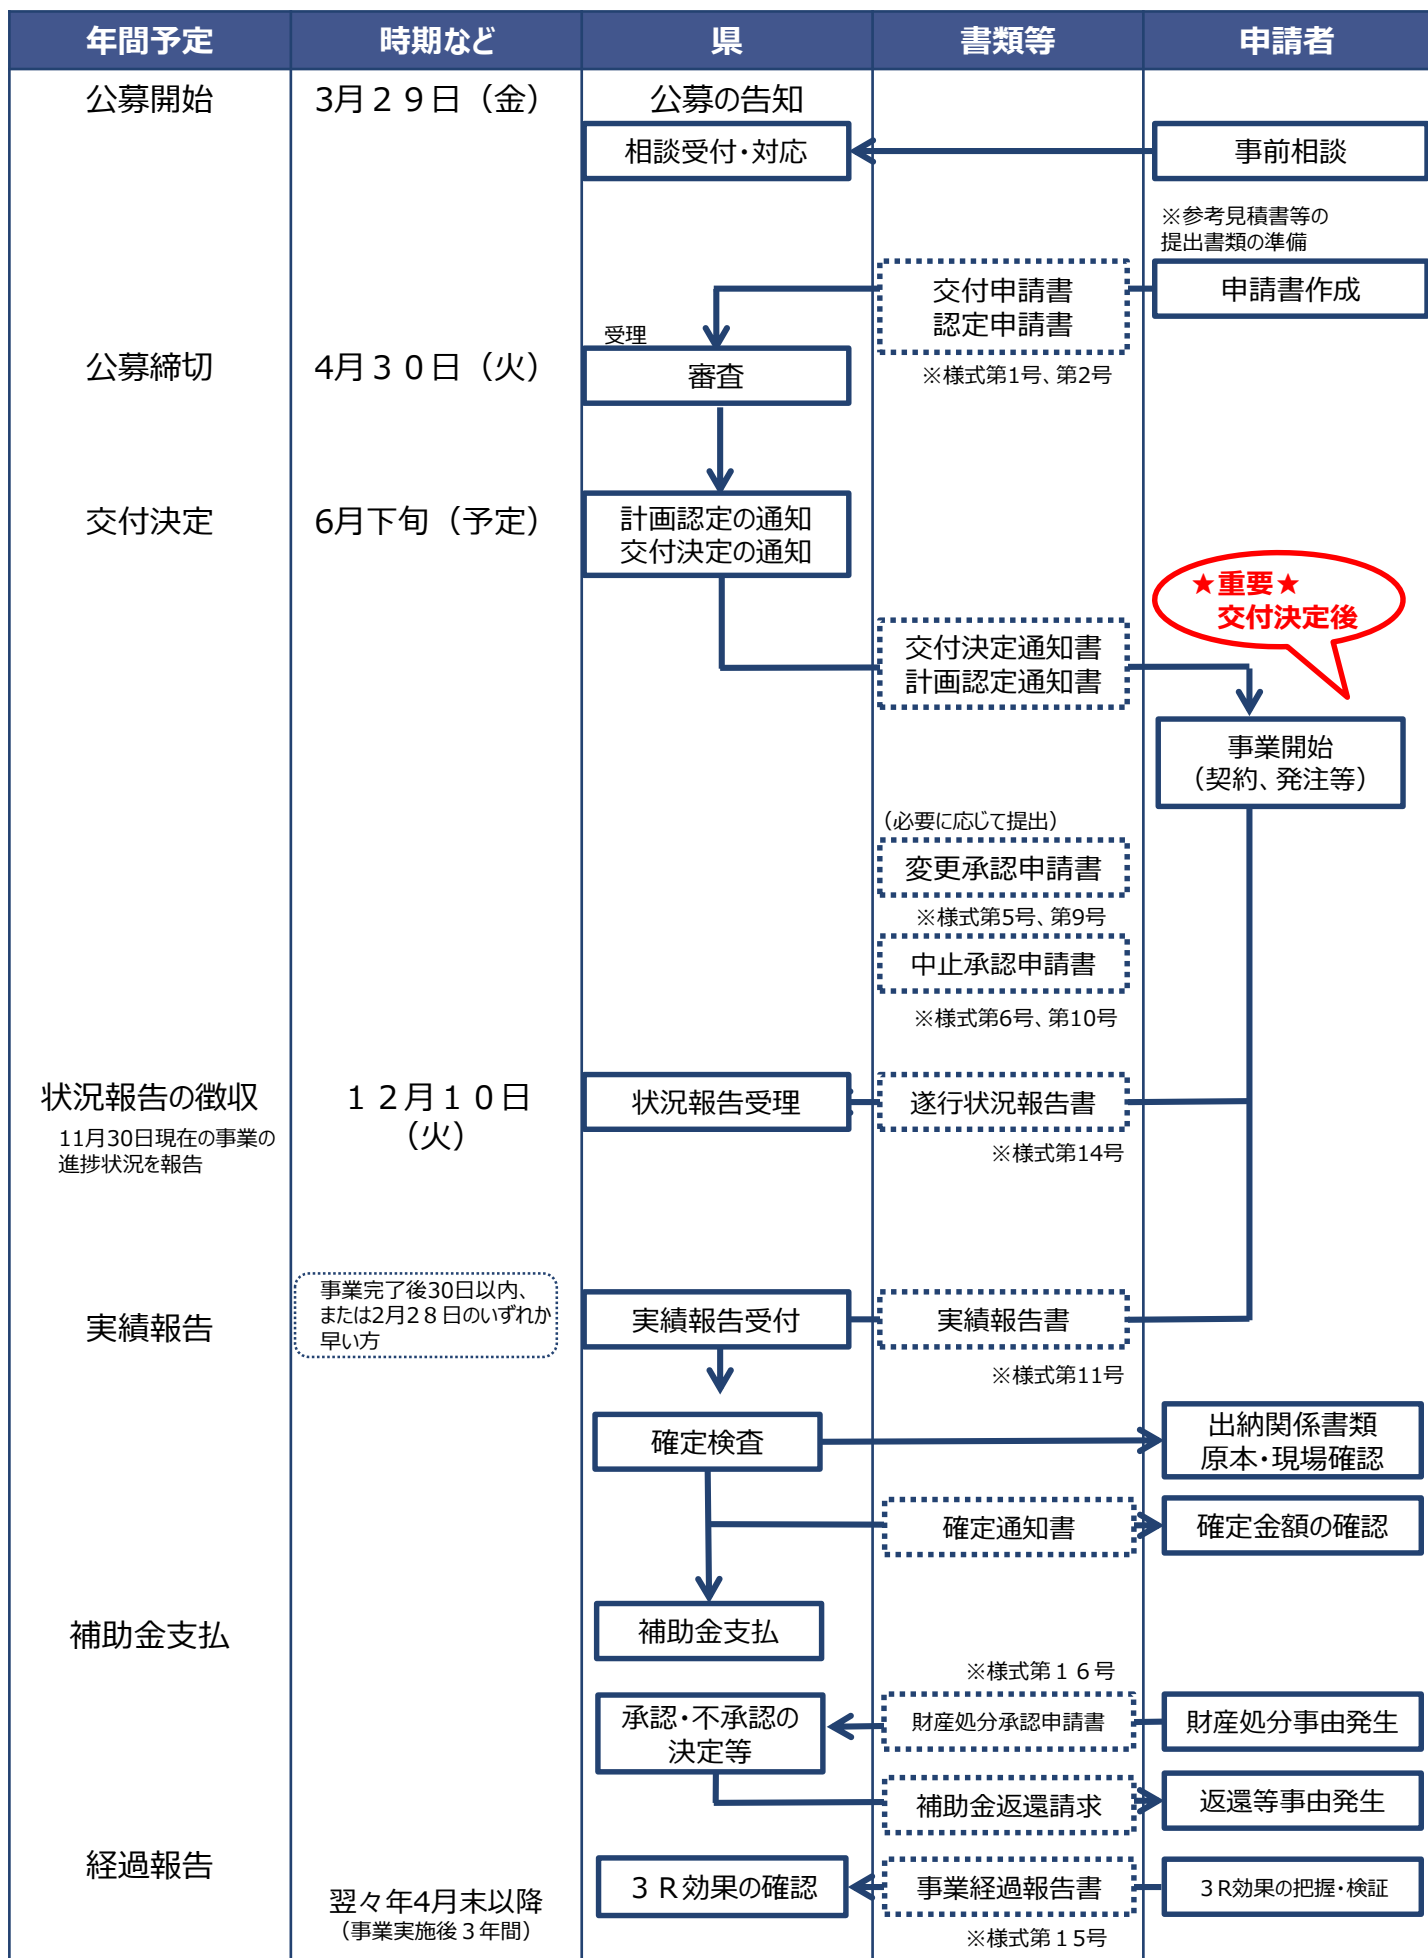 年間予定
時期など
県
書類等
申請者
公募開始
3月２９日（金）
公募の告知
相談受付・対応
事前相談
※参考見積書等の
提出書類の準備
交付申請書
認定申請書
申請書作成
※様式第1号、第2号
公募締切
4月３０日（火）
受理
審査
交付決定
6月下旬（予定）
計画認定の通知
交付決定の通知
★重要★
交付決定後
交付決定通知書
計画認定通知書
事業開始
（契約、発注等）
（必要に応じて提出）
変更承認申請書
※様式第5号、第9号
中止承認申請書
※様式第6号、第10号
状況報告の徴収
11月30日現在の事業の
進捗状況を報告
１２月１０日
（火）
状況報告受理
遂行状況報告書
※様式第14号
実績報告
事業完了後30日以内、
または2月2８日のいずれか
早い方
実績報告受付
実績報告書
※様式第11号
確定検査
出納関係書類
原本・現場確認
確定通知書
確定金額の確認
補助金支払
補助金支払
※様式第１６号
承認・不承認の
決定等
財産処分承認申請書
財産処分事由発生
補助金返還請求
返還等事由発生
経過報告
翌々年4月末以降
（事業実施後３年間）
３Ｒ効果の確認
事業経過報告書
３Ｒ効果の把握・検証
※様式第１5号